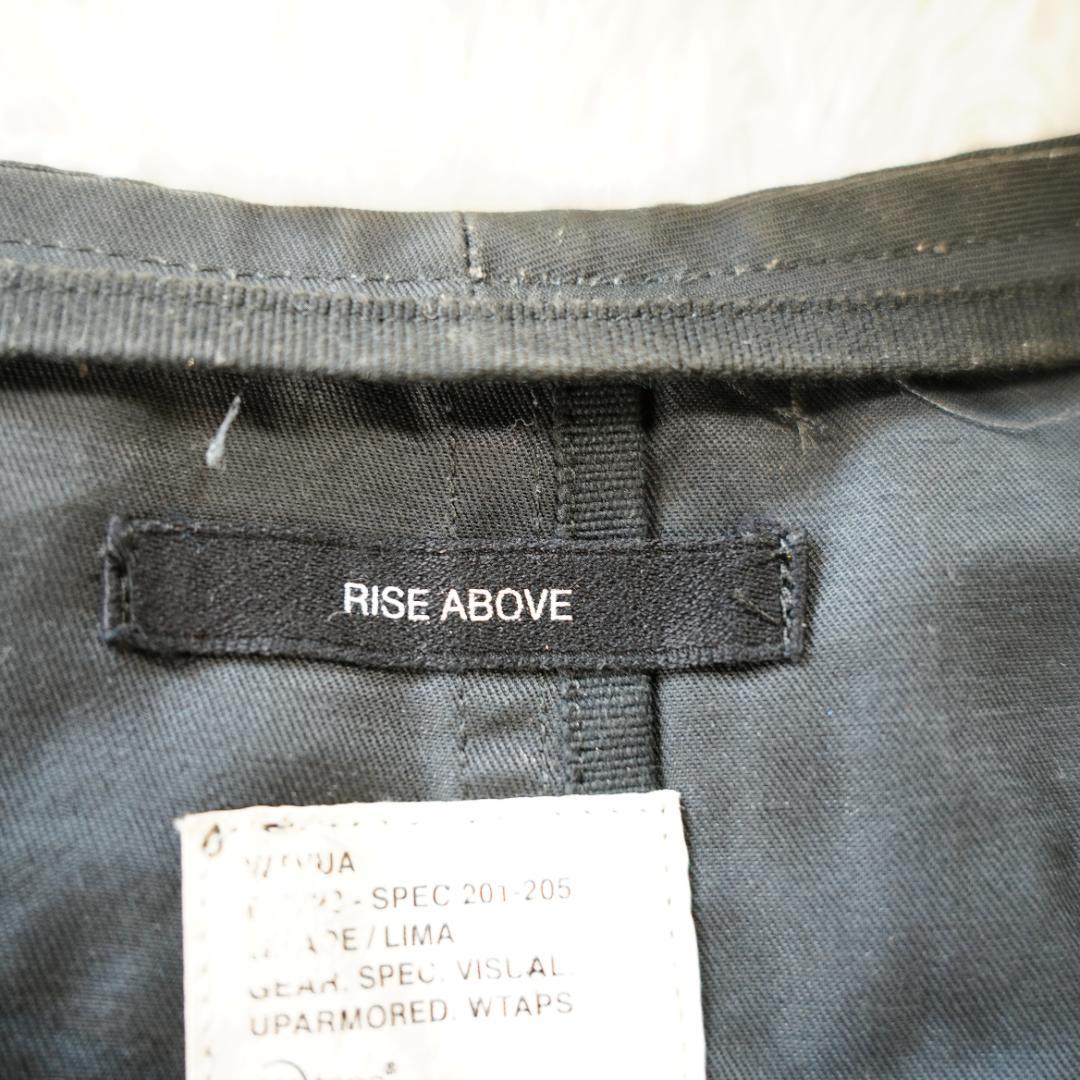 RISE ABOVE
- SPEC 201-205
/ LIMA
GEAR. SPEC. VISUAL.
UPARMORED. WTAPS